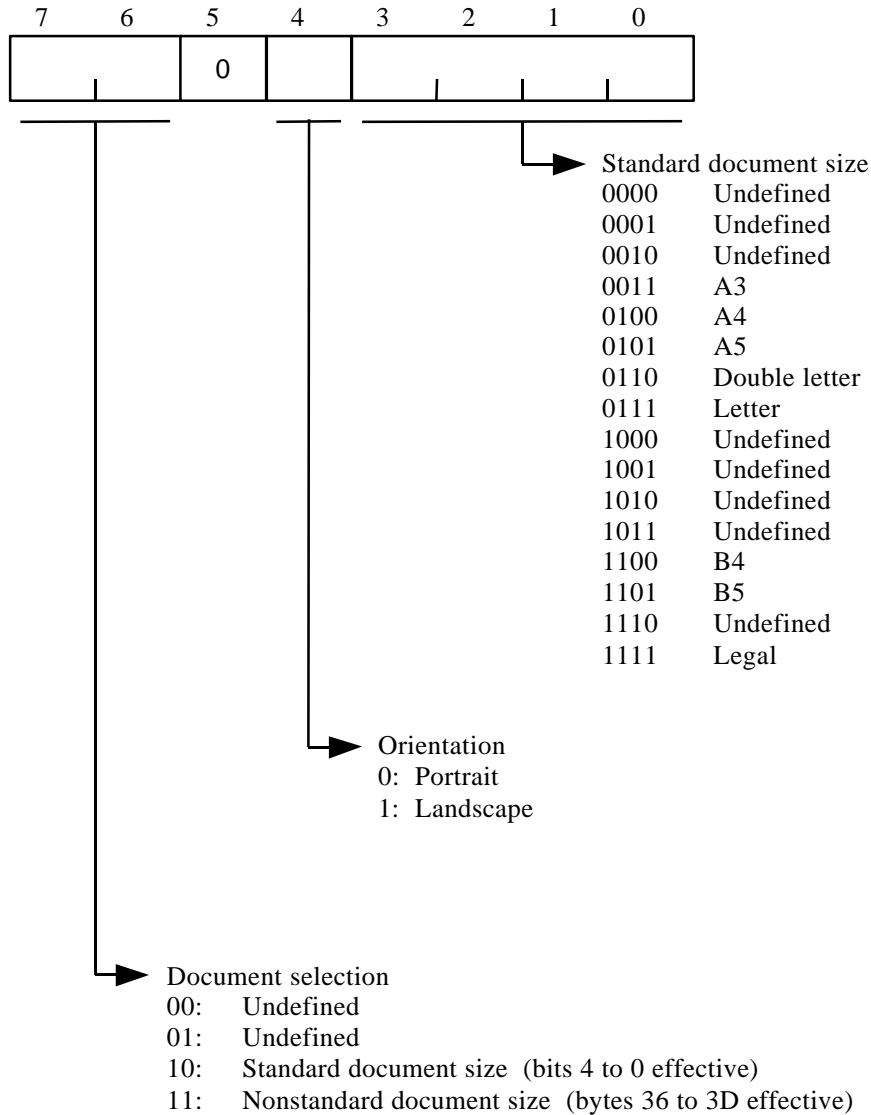 7 6 5 4 3 2 1 0
0
Standard document size
0000 Undefined
0001 Undefined
0010 Undefined
0011 A3
0100 A4
0101 A5
0110 Double letter
0111 Letter
1000 Undefined
1001 Undefined
1010 Undefined
1011 Undefined
1100 B4
1101 B5
1110 Undefined
1111 Legal
Orientation
0: Portrait
1: Landscape
Document selection
00: Undefined
01: Undefined
10: Standard document size (bits 4 to 0 effective)
11: Nonstandard document size (bytes 36 to 3D effective)